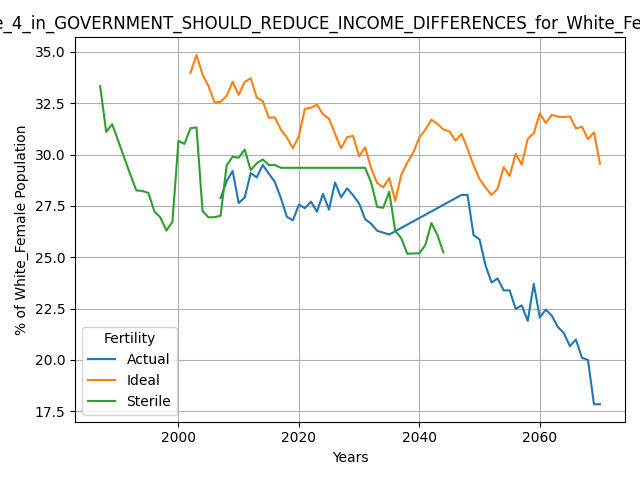 e_4_in_GOVERNMENT_SHOULD_REDUCE_INCOME_DIFFERENCES_for_White_Fe
35.0
32.5
30.0
27.5
25.0
22.5
20.0
17.5
% of White_Female Population
Fertility
Actual
Ideal
Sterile
2000 2020 2040 2060
Years